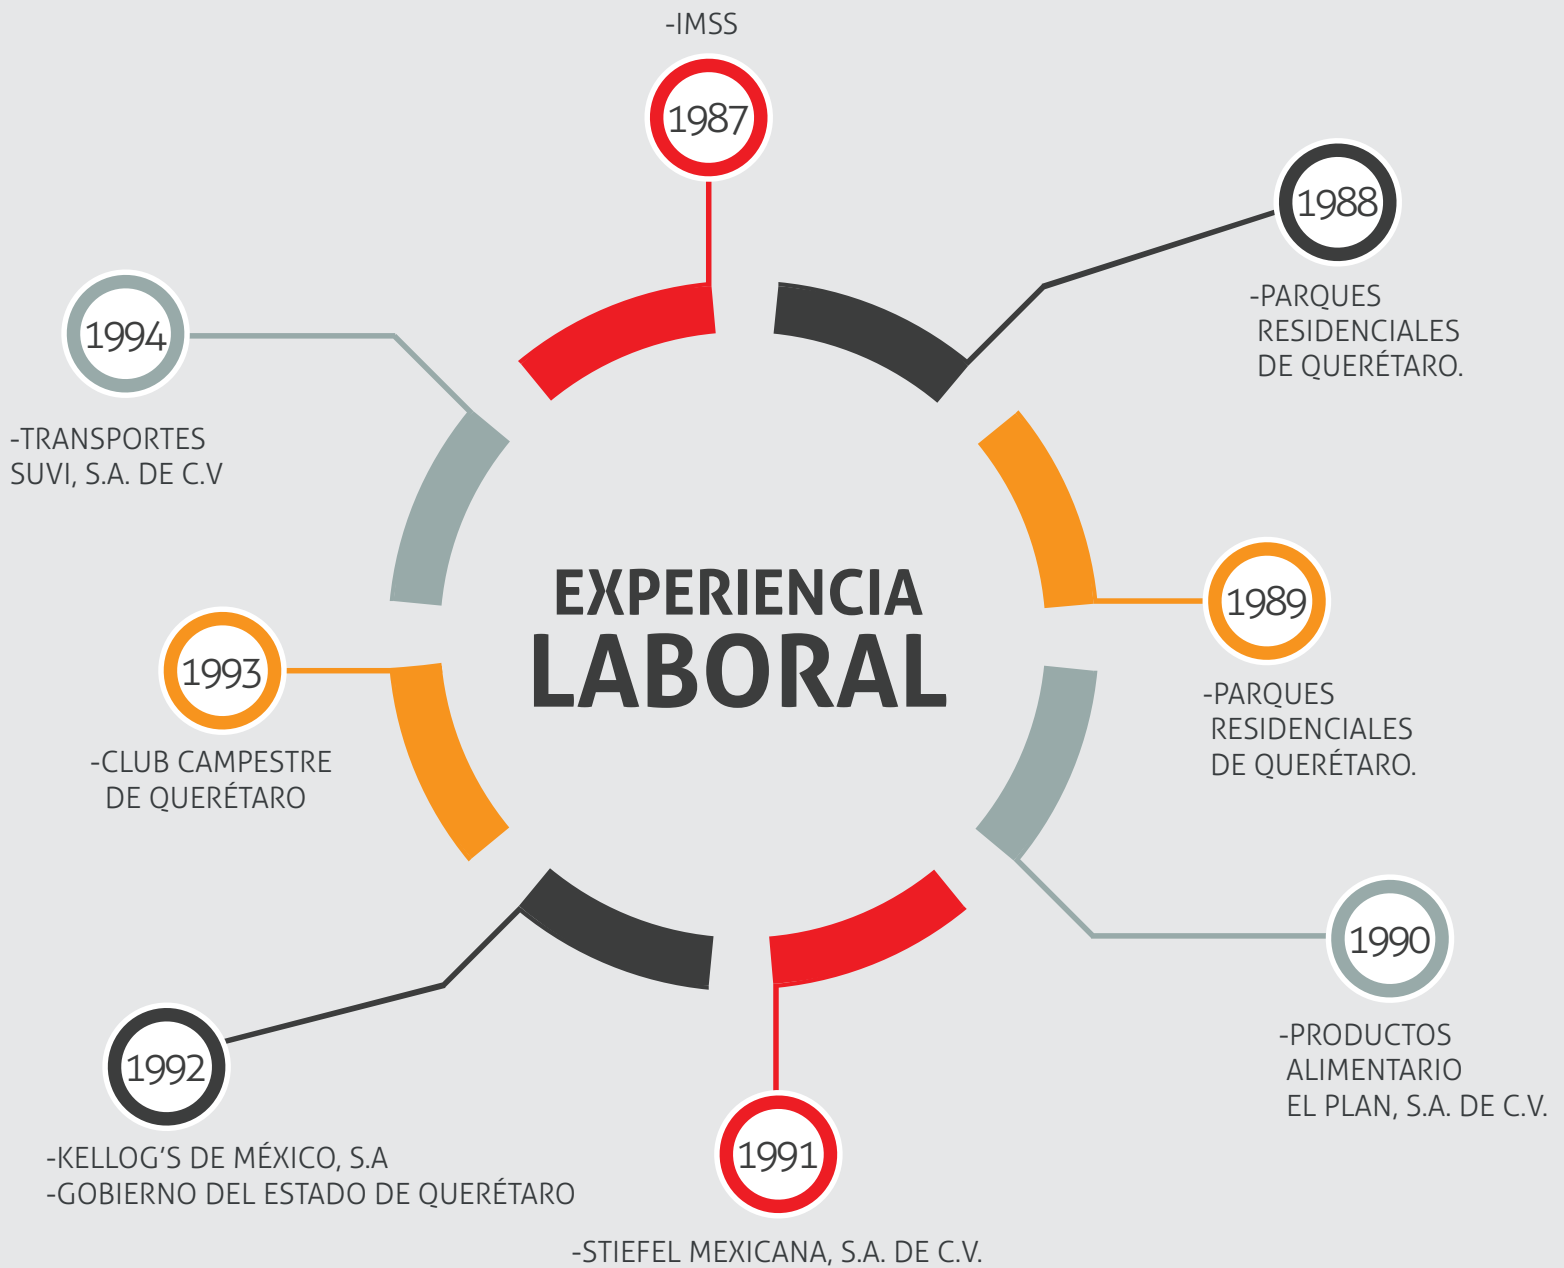 -IMSS
1987
1988
-PARQUES
RESIDENCIALES
DE QUERÉTARO.
1994
-TRANSPORTES
SUVI, S.A. DE C.V
EXPERIENCIA
LABORAL
1989
-PARQUES
RESIDENCIALES
DE QUERÉTARO.
1993
-CLUB CAMPESTRE
DE QUERÉTARO
1990
-PRODUCTOS
ALIMENTARIO
EL PLAN, S.A. DE C.V.
1992
-KELLOG'S DE MÉXICO, S.A
-GOBIERNO DEL ESTADO DE QUERÉTARO
1991
-STIEFEL MEXICANA, S.A. DE C.V.